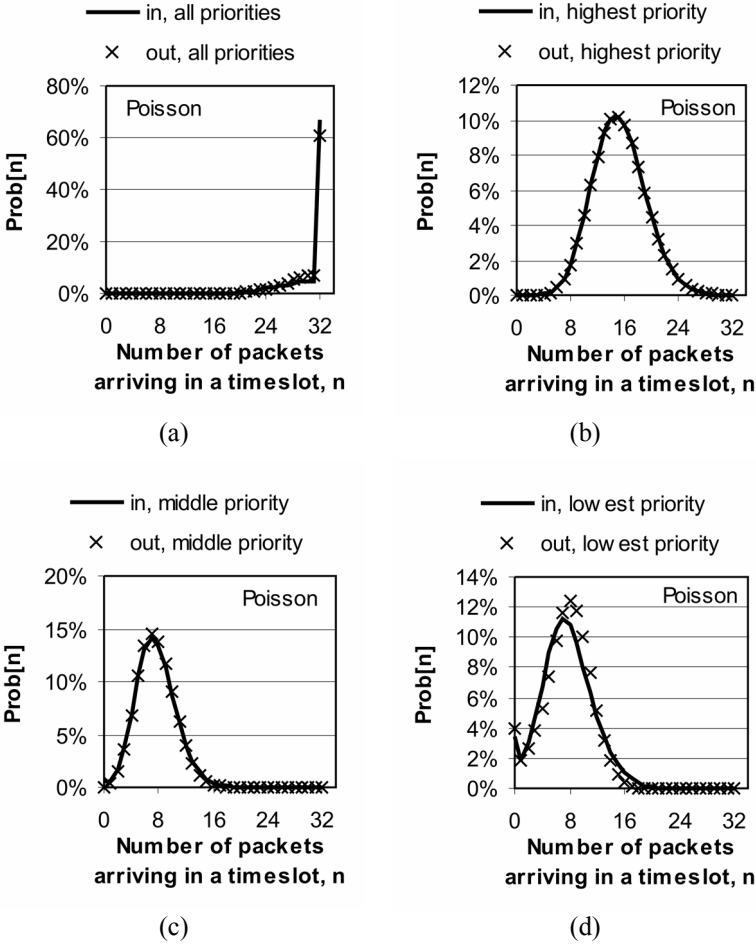 in, all priorities
out, all priorities
80%
60%
40%
20%
0%
Poisson
Prob[n]
0 8 16 24 32
Number of packets
arriving in a timeslot, n
(a)
in, highest priority
out, highest priority
12%
10%
8%
6%
4%
2%
0%
Poisson
Prob[n]
0 8 16 24 32
Number of packets
arriving in a timeslot, n
(b)
in, middle priority
out, middle priority
20%
15%
10%
5%
0%
Poisson
Prob[n]
0 8 16 24 32
Number of packets
arriving in a timeslot, n
(c)
in, low est priority
out, low est priority
14%
12%
10%
8%
6%
4%
2%
0%
Poisson
Prob[n]
0 8 16 24 32
Number of packets
arriving in a timeslot, n
(d)